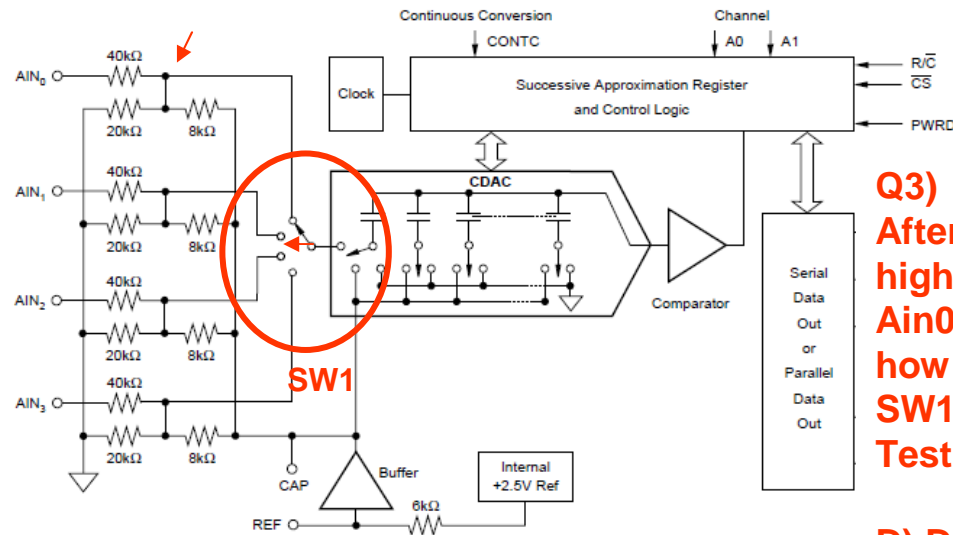 Continuous Conversion
Channel
CONTC
A0
A1
40kΩ
AIN0
20kΩ
8kΩ
Clock
Successive Approximation Register
and Control Logic
R/C
CS
PWRD
40kΩ
AIN1
20kΩ
8kΩ
CDAC
40kΩ
AIN2
20kΩ
8kΩ
SW1
Comparator
Serial
Data
Out
or
Parallel
Data
Out
40kΩ
AIN3
20kΩ
8kΩ
CAP
Buffer
Internal
+2.5V Ref
REF
6kΩ
Q3)
After
high
Ain0
how
SW1
Test